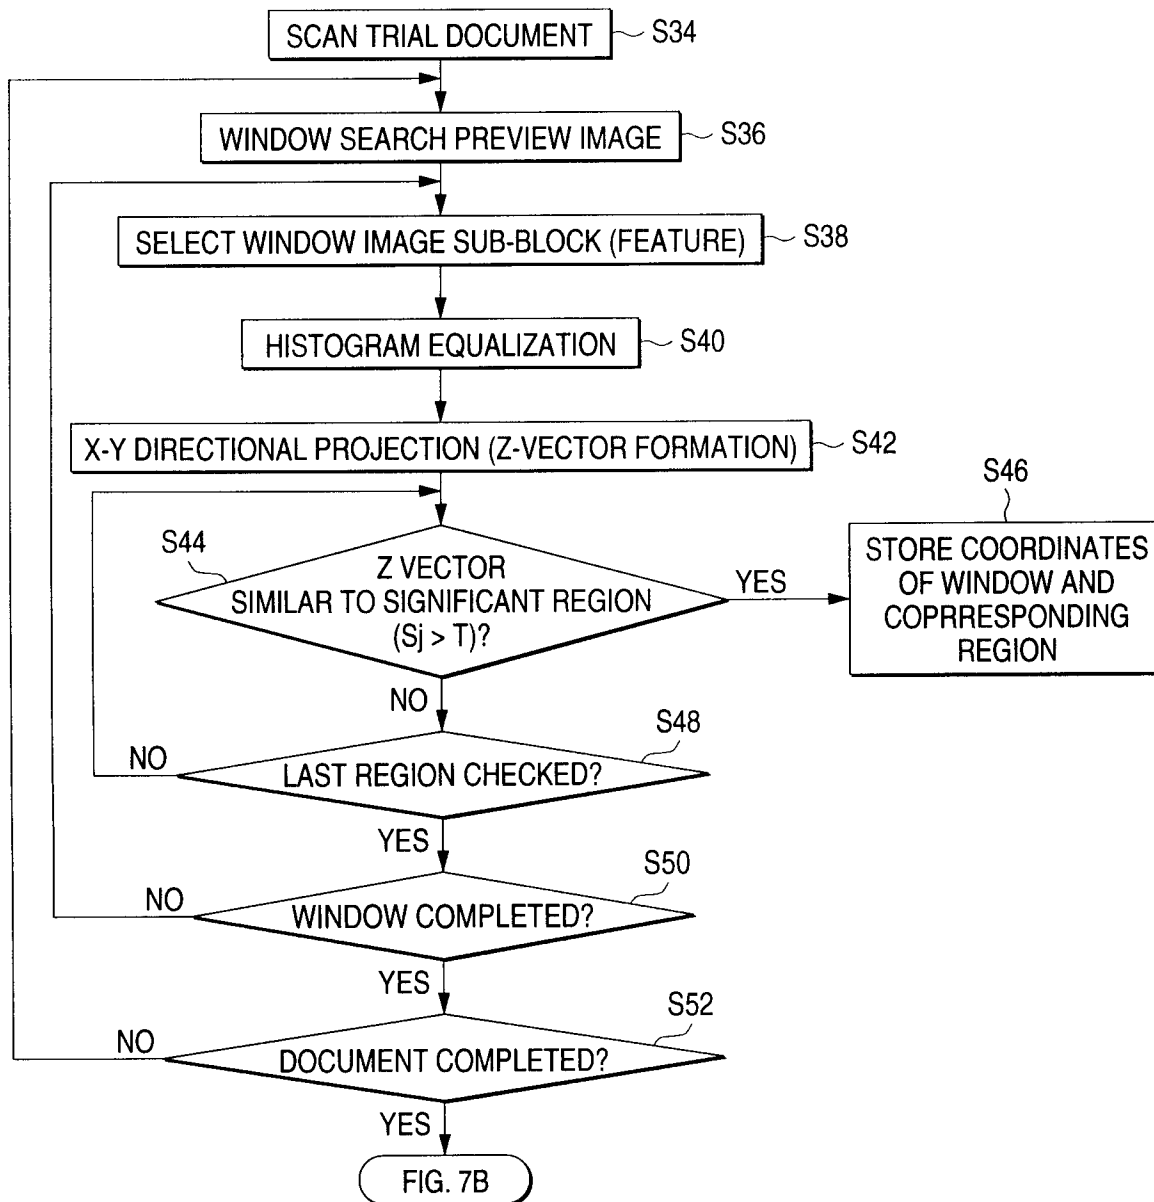 SCAN TRIAL DOCUMENT
S34
WINDOW SEARCH PREVIEW IMAGE
S36
SELECT WINDOW IMAGE SUB-BLOCK (FEATURE)
S38
HISTOGRAM EQUALIZATION
S40
X-Y DIRECTIONAL PROJECTION (Z-VECTOR FORMATION)
S42
S44
Z VECTOR
SIMILAR TO SIGNIFICANT REGION
(Sj > T)?
YES
S46
STORE COORDINATES
OF WINDOW AND
COPRRESPONDING
REGION
NO
S48
LAST REGION CHECKED?
NO
YES
S50
WINDOW COMPLETED?
NO
YES
S52
DOCUMENT COMPLETED?
NO
YES
FIG. 7B